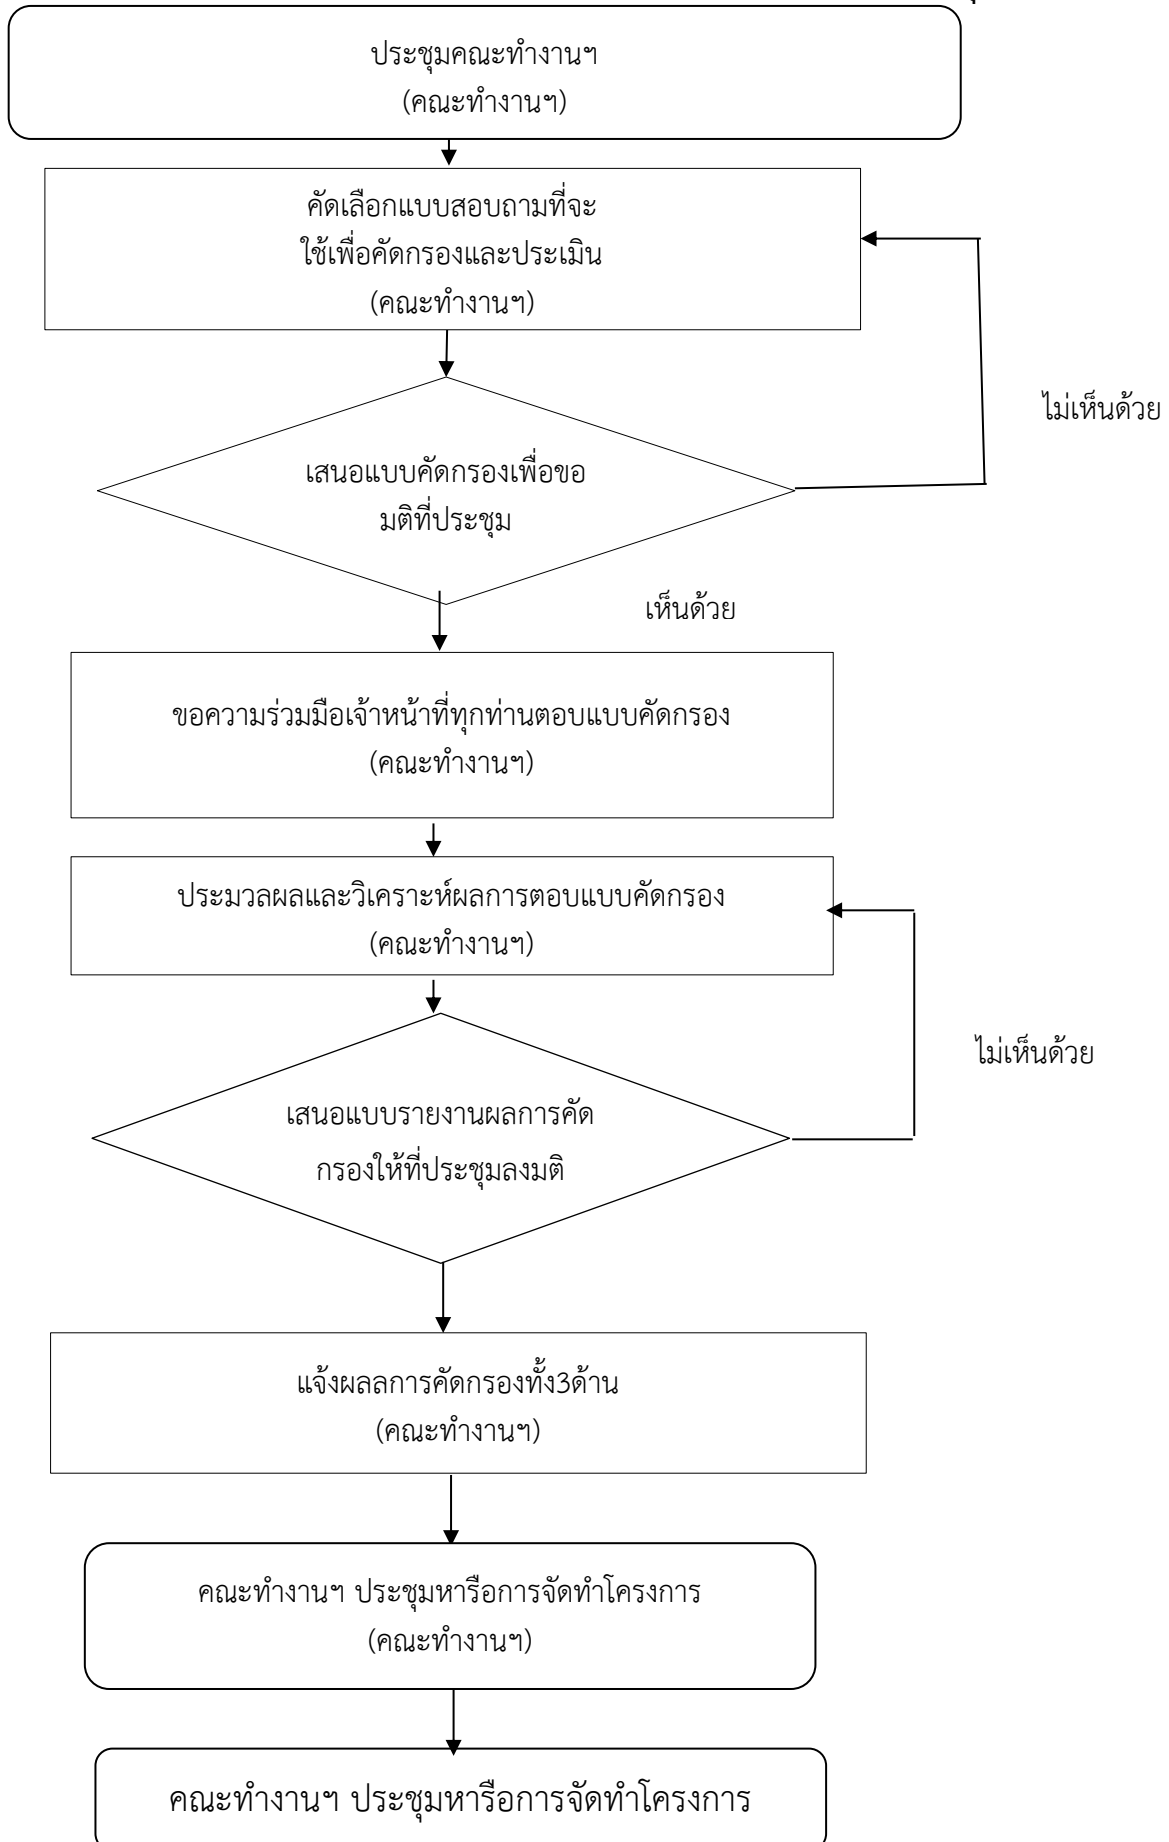 ประชุมคณะทำงานฯ
(คณะทำงานฯ)
คัดเลือกแบบสอบถามที่จะ
ใช้เพื่อคัดกรองและประเมิน
(คณะทำงานฯ)
ไม่เห็นด้วย
เสนอแบบคัดกรองเพื่อขอ
มติที่ประชุม
เห็นด้วย
ขอความร่วมมือเจ้าหน้าที่ทุกท่านตอบแบบคัดกรอง
(คณะทำงานฯ)
ประมวลผลและวิเคราะห์ผลการตอบแบบคัดกรอง
(คณะทำงานฯ)
ไม่เห็นด้วย
เสนอแบบรายงานผลการคัด
กรองให้ที่ประชุมลงมติ
แจ้งผลลการคัดกรองทั้ง3ด้าน
(คณะทำงานฯ)
คณะทำงานฯ ประชุมหารือการจัดทำโครงการ
(คณะทำงานฯ)
คณะทำงานฯ ประชุมหารือการจัดทำโครงการ